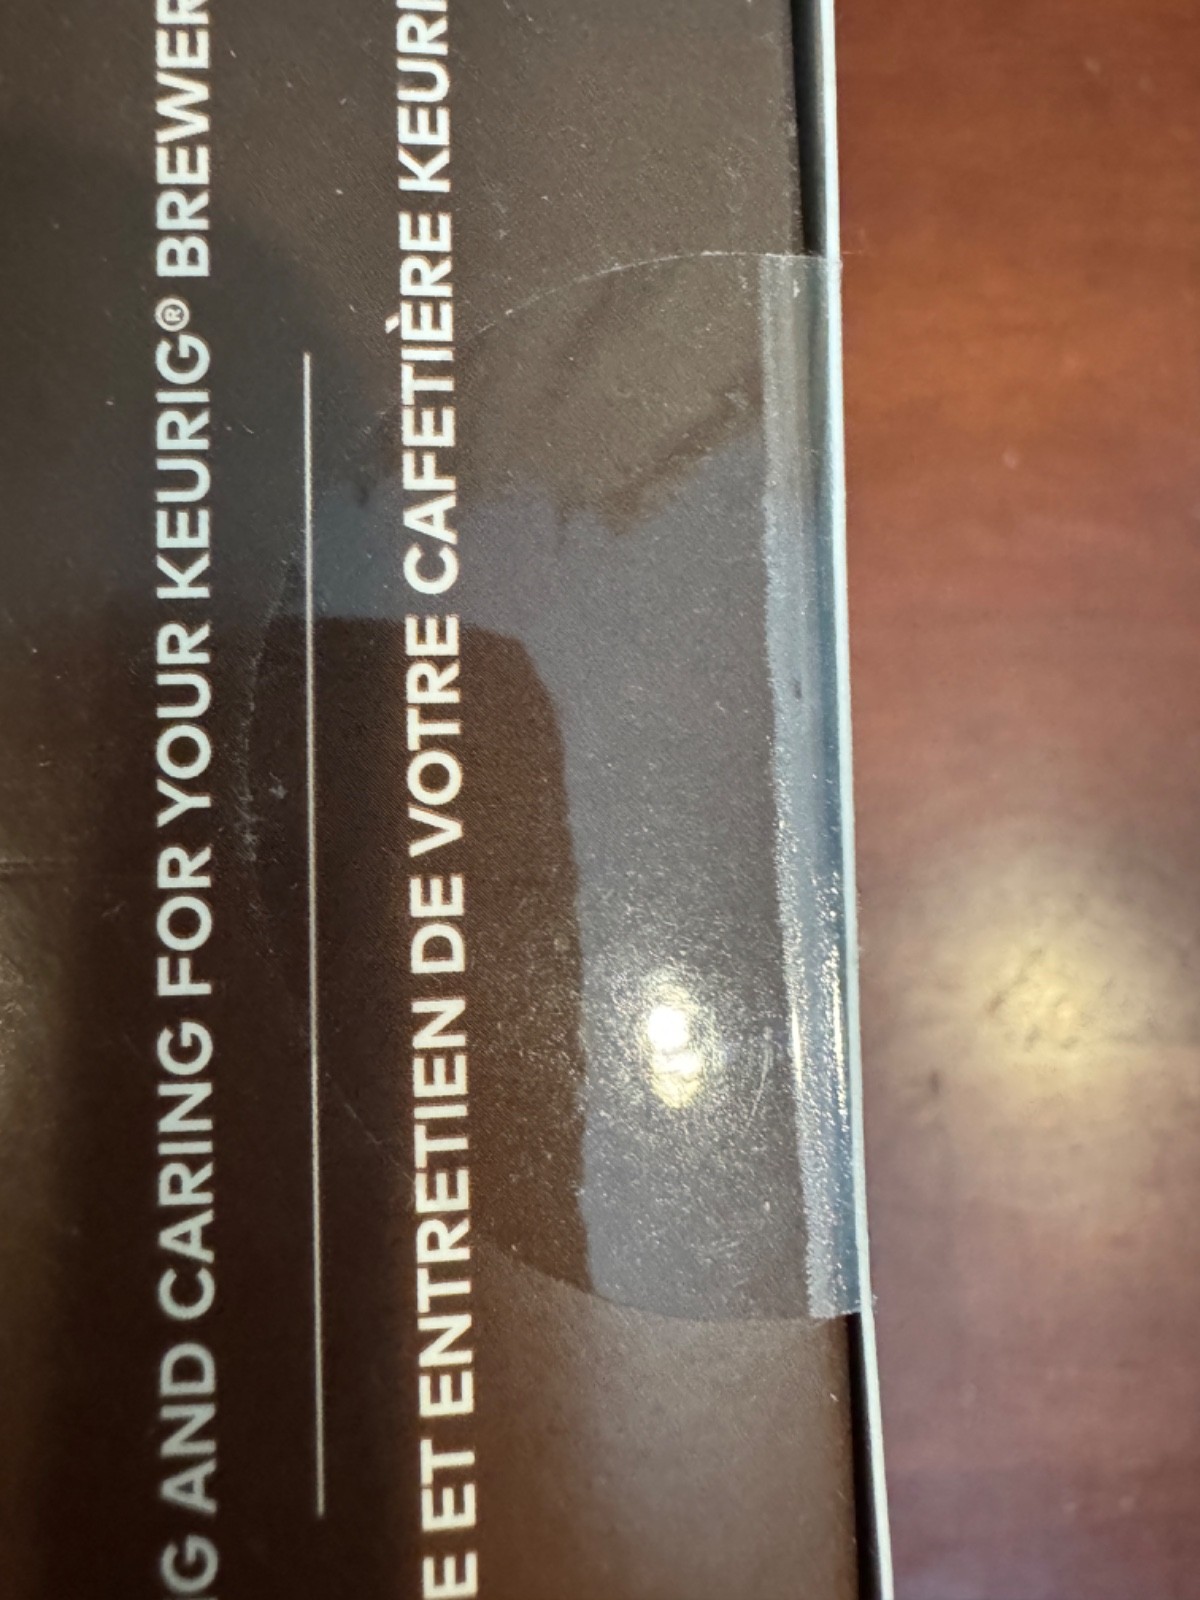 G AND CARING FOR YOUR KEURIG® BREWER
E ET ENTRETIEN DE VOTRE CAFETIÈRE KEURI